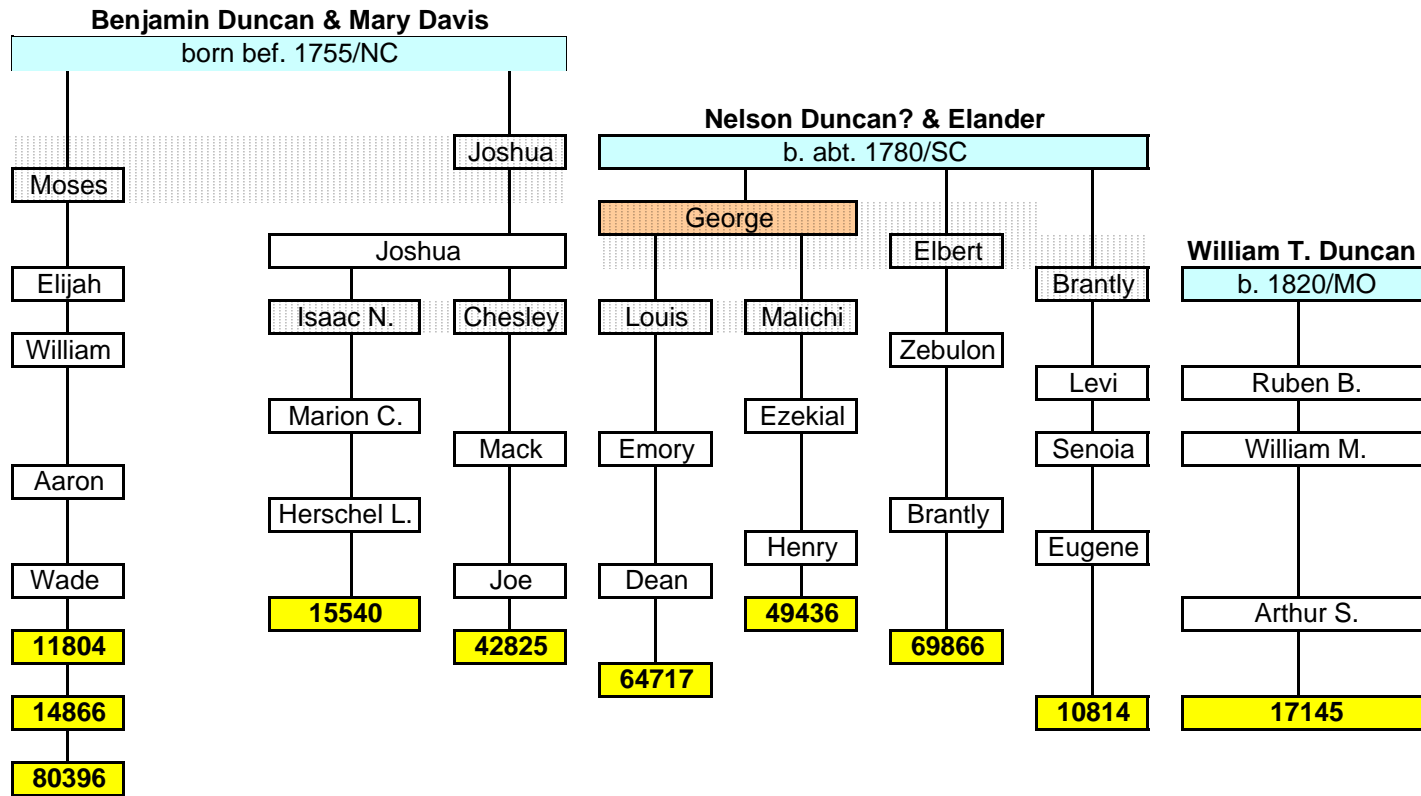 Benjamin Duncan & Mary Davis
born bef. 1755/NC
Nelson Duncan? & Elander
Joshua
b. abt. 1780/SC
Moses
George
Joshua
Elbert
William T. Duncan
Elijah
Brantly
b. 1820/MO
Isaac N.
Chesley
Louis
Malichi
William
Zebulon
Levi
Ruben B.
Marion C.
Ezekial
Mack
Emory
Senoia
William M.
Aaron
Herschel L.
Brantly
Henry
Eugene
Wade
Joe
Dean
15540
49436
Arthur S.
11804
42825
69866
64717
14866
10814
17145
80396